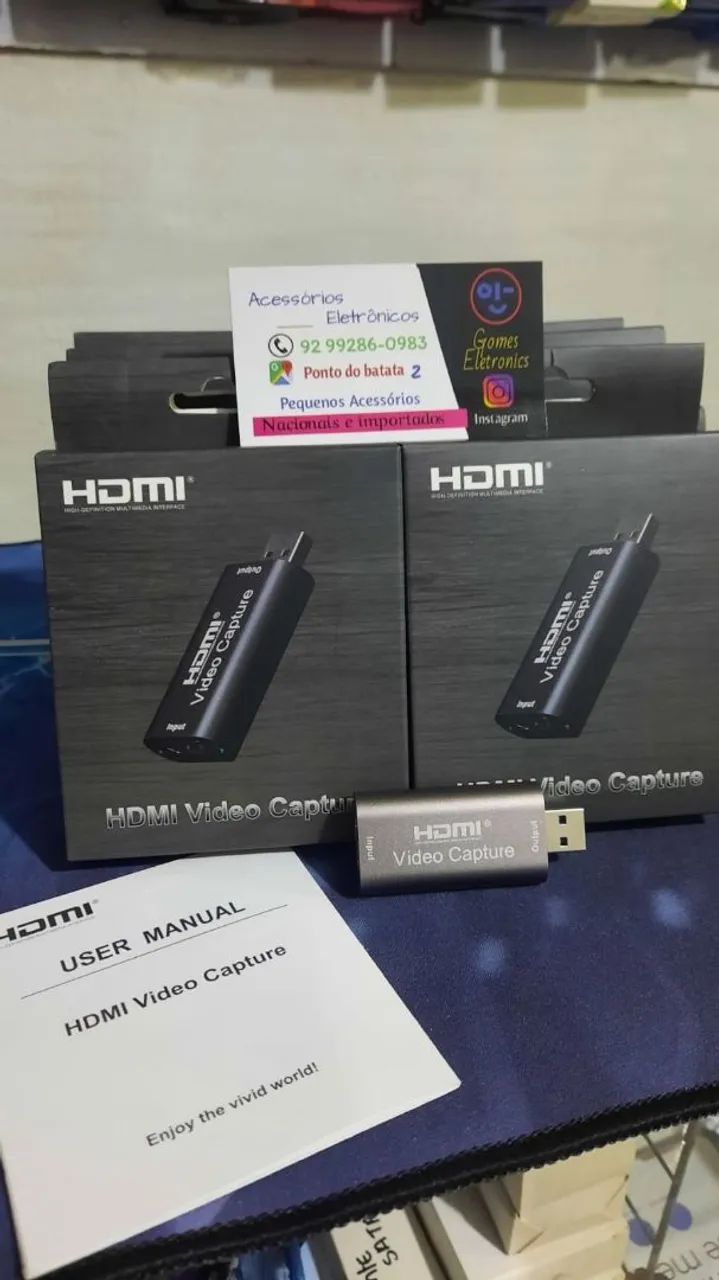 Acessórios
Eletrônicos
92 99286-0983
Ponto do batata 2
Pequenos Acessórios
Nacionais e importados
Gomes
Eletronics
Instagram
HDMI®
HIGH-DEFINITION MULTIMEDIA INTERFACE
Output
HDMI®
Video Capture
Input
HDMI Video Captur
HDMI®
HIGH-DEFINITION MULTIMEDIA INTERFACE
Output
HDMI®
Video Capture
Input
HDMI Video Capture
Input
HDMI®
Video Capture
Output
HDMI®
USER MANUAL
HDMI Video Capture
Enjoy the vivid world!